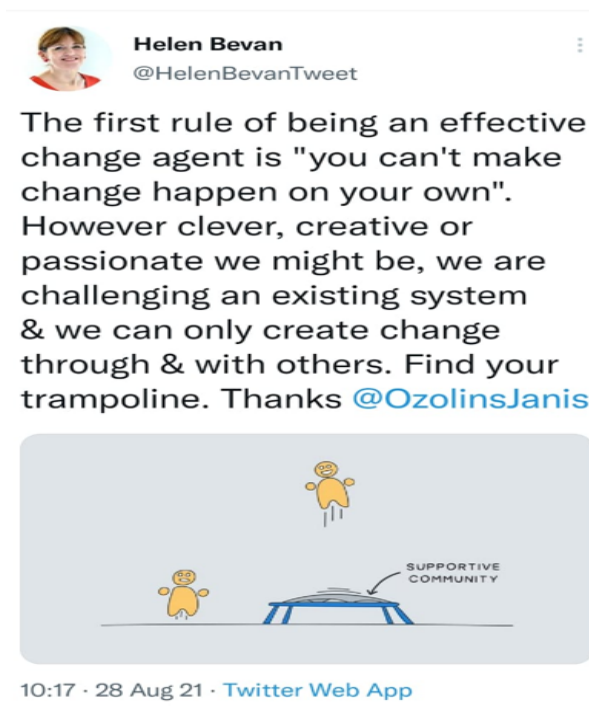 Helen Bevan
@HelenBevanTweet
The first rule of being an effective
change agent is "you can't make
change happen on your own".
However clever, creative or
passionate we might be, we are
challenging an existing system
& we can only create change
through & with others. Find your
trampoline. Thanks @OzolinsJanis
SUPPORTIVE
COMMUNITY
10:17 · 28 Aug 21 · Twitter Web App